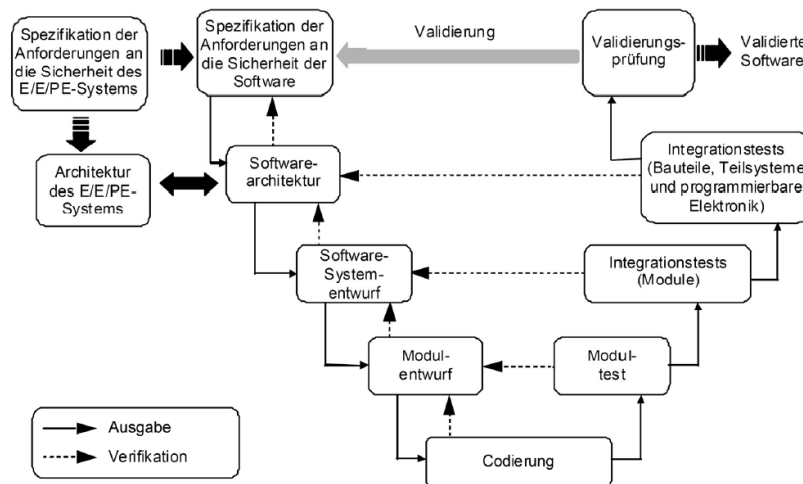 Spezifikation der
Anforderungen an
die Sicherheit des
E/E/PE-Systems
Spezifikation der
Anforderungen an
die Sicherheit der
Software
Validierung
Validierungs-
prüfung
Validierte
Software
Architektur
des E/E/PE-
Systems
Software-
architektur
Integrationstests
(Bauteile, Teilsysteme
und programmierbare
Elektronik)
Software-
System-
entwurf
Integrationstests
(Module)
Modul-
entwurf
Modul-
test
Codierung
Ausgabe
Verifikation